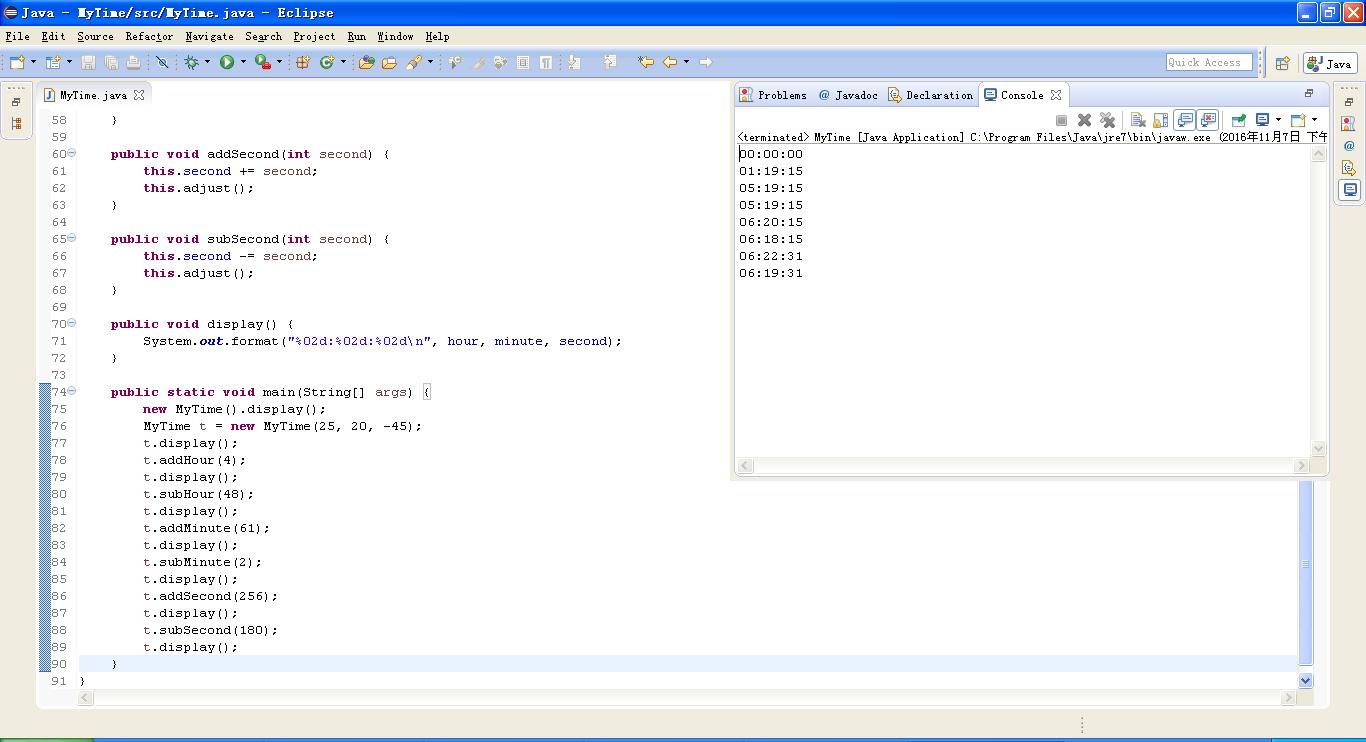 Java - MyTime/src/MyTime.java - Eclipse
File Edit Source Refactor Navigate Search Project Run Window Help
Quick Access
Java
MyTime.java
58     }
59
60     public void addSecond(int second) {
61         this.second += second;
62         this.adjust();
63     }
64
65     public void subSecond(int second) {
66         this.second -= second;
67         this.adjust();
68     }
69
70     public void display() {
71         System.out.format("%02d:%02d:%02d\n", hour, minute, second);
72     }
73
74     public static void main(String[] args) {
75         new MyTime().display();
76         MyTime t = new MyTime(25, 20, -45);
77         t.display();
78         t.addHour(4);
79         t.display();
80         t.subHour(48);
81         t.display();
82         t.addMinute(61);
83         t.display();
84         t.subMinute(2);
85         t.display();
86         t.addSecond(256);
87         t.display();
88         t.subSecond(180);
89         t.display();
90     }
91 }
Problems @ Javadoc Declaration Console
<terminated> MyTime [Java Application] C:\Program Files\Java\jre7\bin\javaw.exe (2016年11月7日 下午
00:00:00
01:19:15
05:19:15
05:19:15
06:20:15
06:18:15
06:22:31
06:19:31